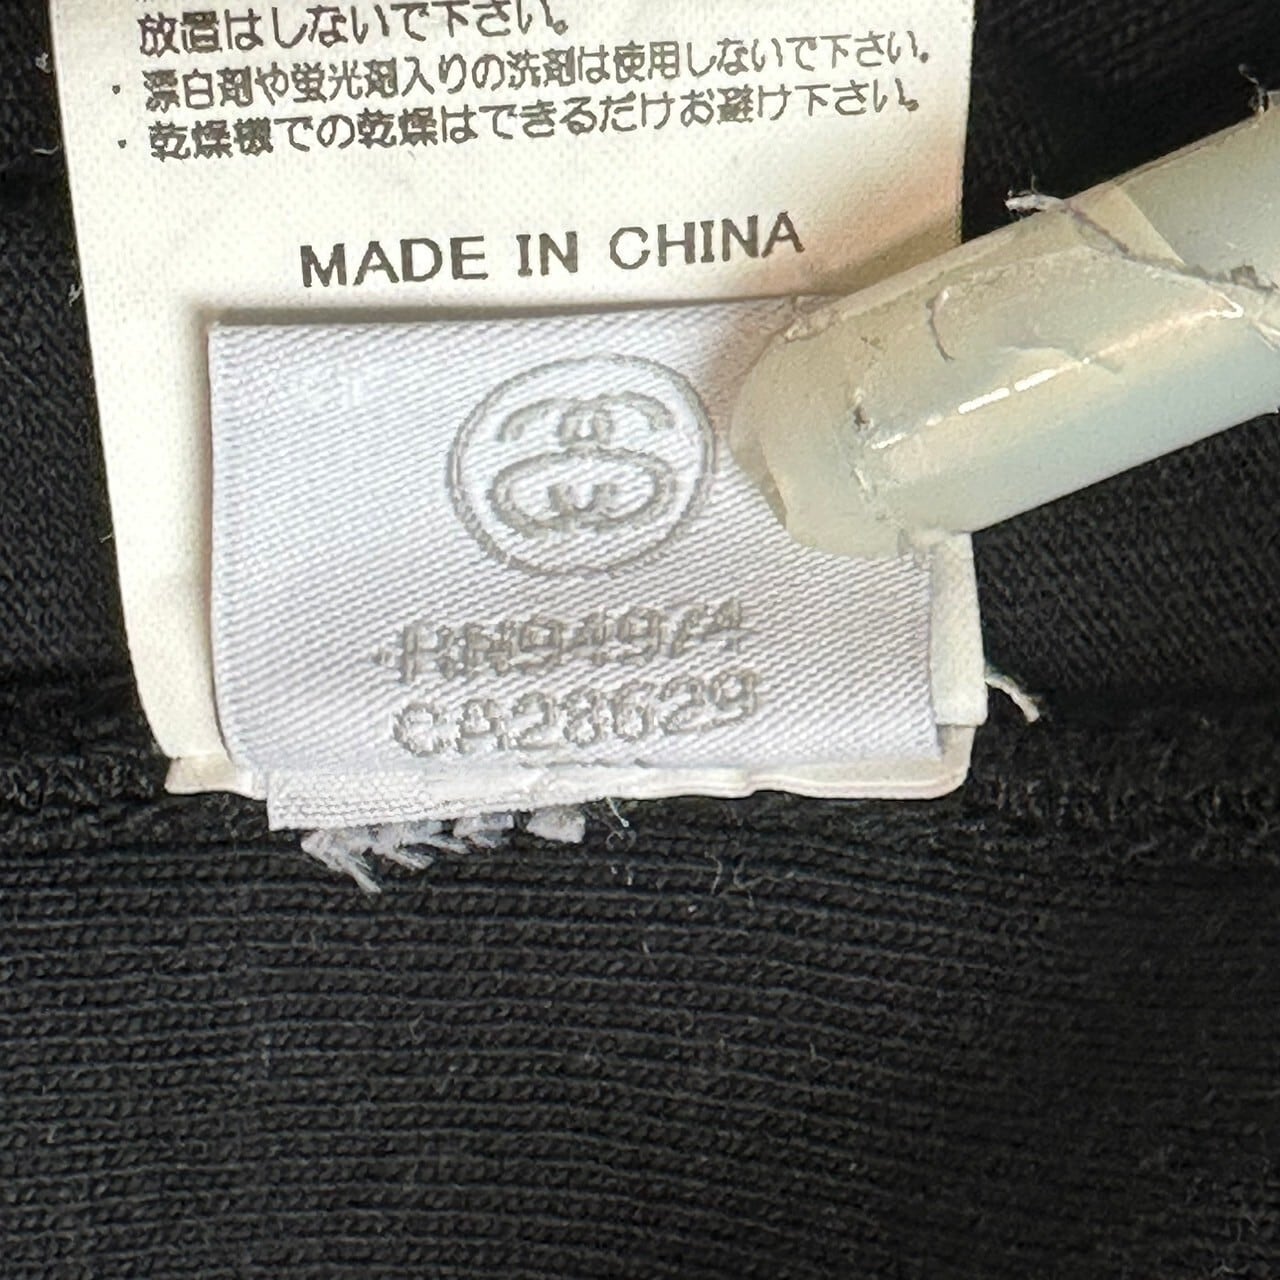 放置はしないで下さい。
・漂白剤や蛍光剤入りの洗剤は使用しないで下さい。
・乾燥機での乾燥はできるだけお避け下さい。
MADE IN CHINA
CA28629